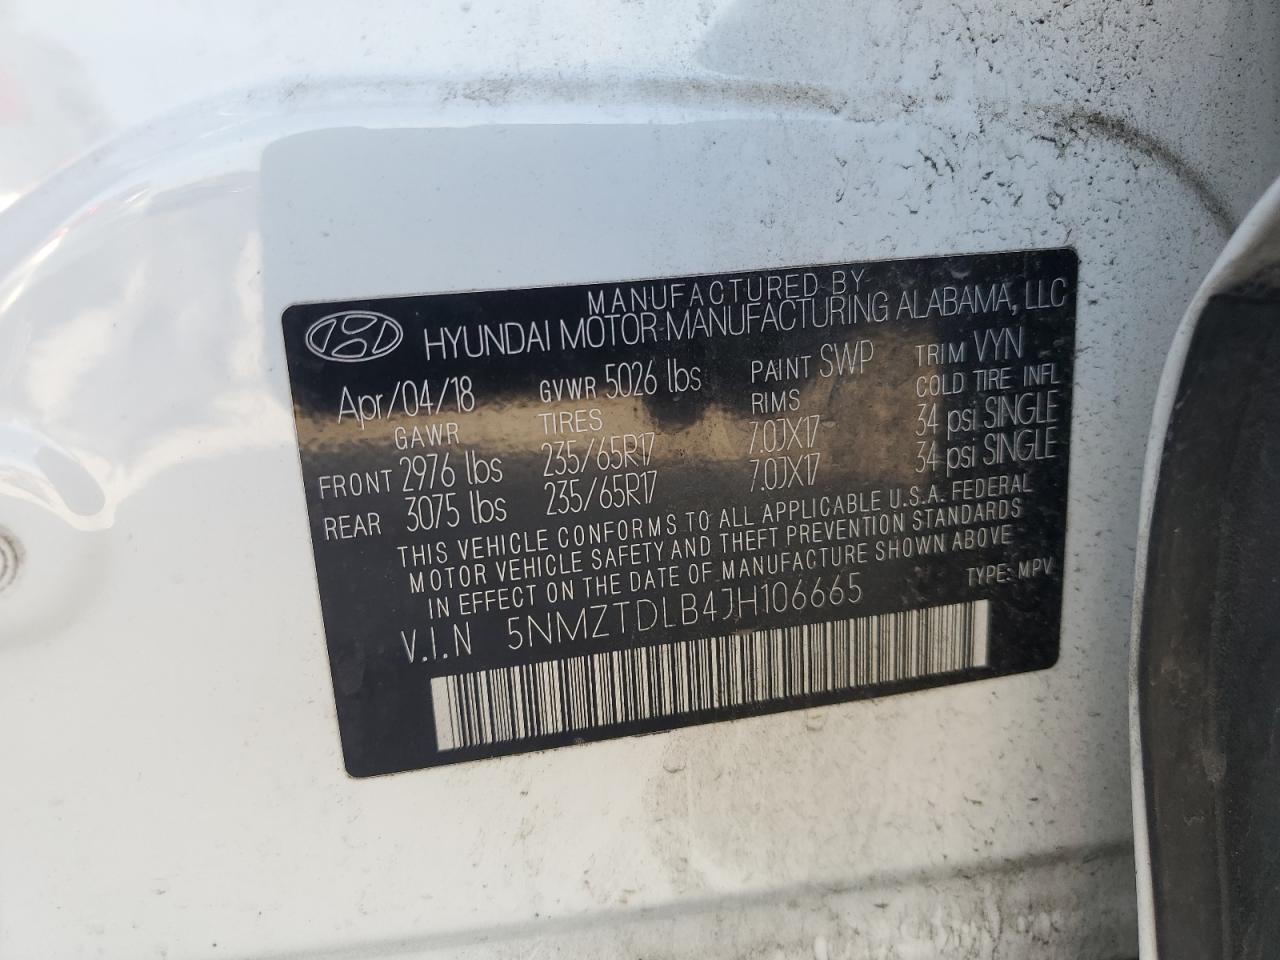 MANUFACTURED BY
HYUNDAI MOTOR MANUFACTURING ALABAMA, LLC
Apr/04/18 GVWR 5026 lbs PAINT SWP TRIM VYN
GAWR TIRES RIMS COLD TIRE INFL
FRONT 2976 lbs 235/65R17 7.0JX17 34 psi SINGLE
REAR 3075 lbs 235/65R17 7.0JX17 34 psi SINGLE
THIS VEHICLE CONFORMS TO ALL APPLICABLE U.S.A. FEDERAL
MOTOR VEHICLE SAFETY AND THEFT PREVENTION STANDARDS
IN EFFECT ON THE DATE OF MANUFACTURE SHOWN ABOVE
V.I.N 5NMZTDLB4JH106665 TYPE: MPV